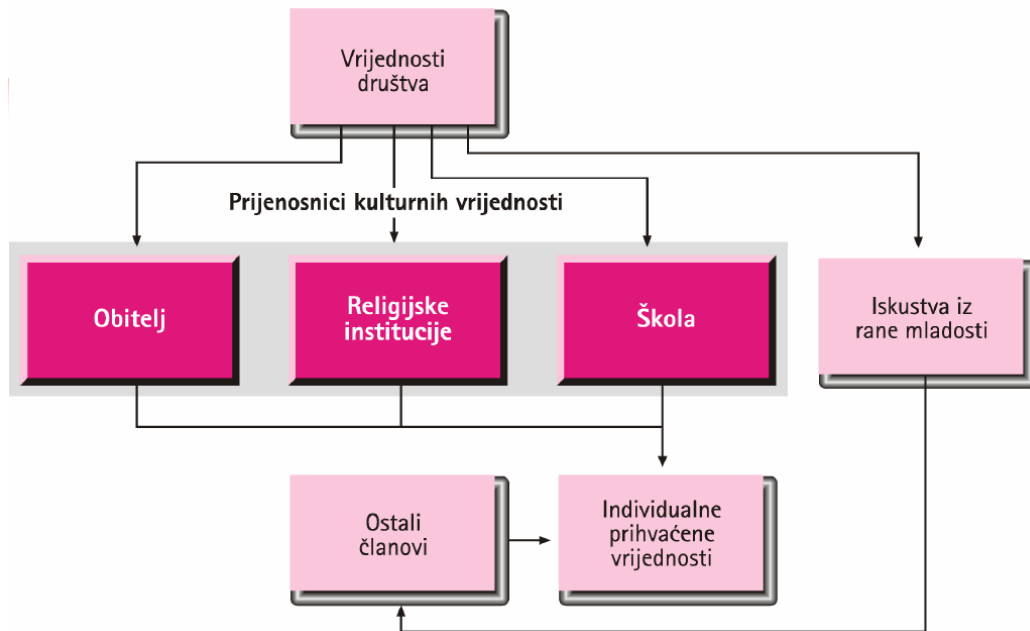 Vrijednosti
društva
Prijenosnici kulturnih vrijednosti
Obitelj
Religijske
institucije
Škola
Iskustva iz
rane mladosti
Ostali
članovi
Individualne
prihvaćene
vrijednosti